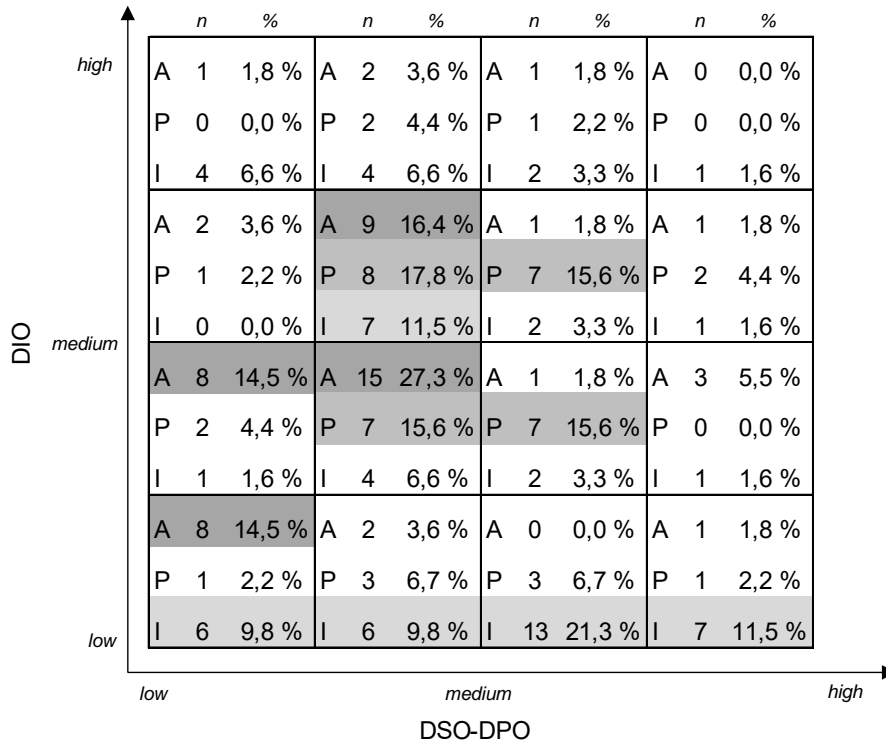 n % n % n % n %
high A 1 1,8 % A 2 3,6 % A 1 1,8 % A 0 0,0 %
P 0 0,0 % P 2 4,4 % P 1 2,2 % P 0 0,0 %
I 4 6,6 % I 4 6,6 % I 2 3,3 % I 1 1,6 %
A 2 3,6 % A 9 16,4 % A 1 1,8 % A 1 1,8 %
P 1 2,2 % P 8 17,8 % P 7 15,6 % P 2 4,4 %
I 0 0,0 % I 7 11,5 % I 2 3,3 % I 1 1,6 %
DIO medium
A 8 14,5 % A 15 27,3 % A 1 1,8 % A 3 5,5 %
P 2 4,4 % P 7 15,6 % P 7 15,6 % P 0 0,0 %
I 1 1,6 % I 4 6,6 % I 2 3,3 % I 1 1,6 %
A 8 14,5 % A 2 3,6 % A 0 0,0 % A 1 1,8 %
P 1 2,2 % P 3 6,7 % P 3 6,7 % P 1 2,2 %
low I 6 9,8 % I 6 9,8 % I 13 21,3 % I 7 11,5 %
low medium high
DSO-DPO